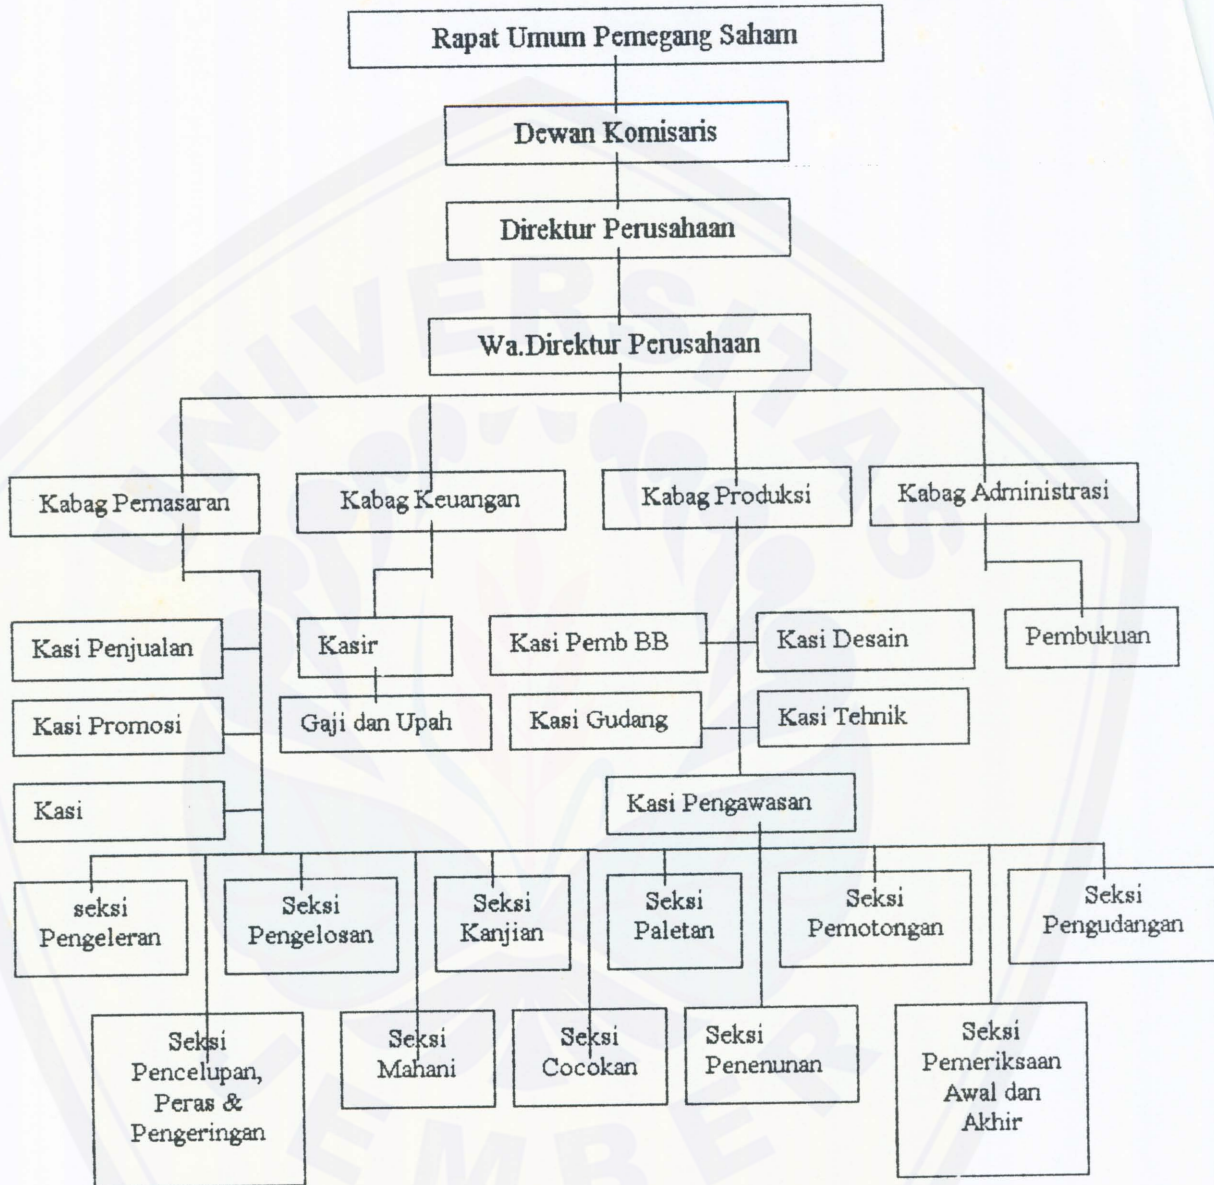 Rapat Umum Pemegang Saham
Dewan Komisaris
Direktur Perusahaan
Wa.Direktur Perusahaan
Kabag Pemasaran
Kabag Keuangan
Kabag Produksi
Kabag Administrasi
Kasi Penjualan
Kasir
Kasi Pemb BB
Kasi Desain
Pembukuan
Kasi Promosi
Gaji dan Upah
Kasi Gudang
Kasi Tehnik
Kasi
Kasi Pengawasan
seksi
Pengeleran
Seksi
Pengelosan
Seksi
Kanjian
Seksi
Paletan
Seksi
Pemotongan
Seksi
Pengudangan
Seksi
Pencelupan,
Peras &
Pengeringan
Seksi
Mahani
Seksi
Cocokan
Seksi
Penenunan
Seksi
Pemeriksaan
Awal dan
Akhir
UNIVERSITAS
JEMBER